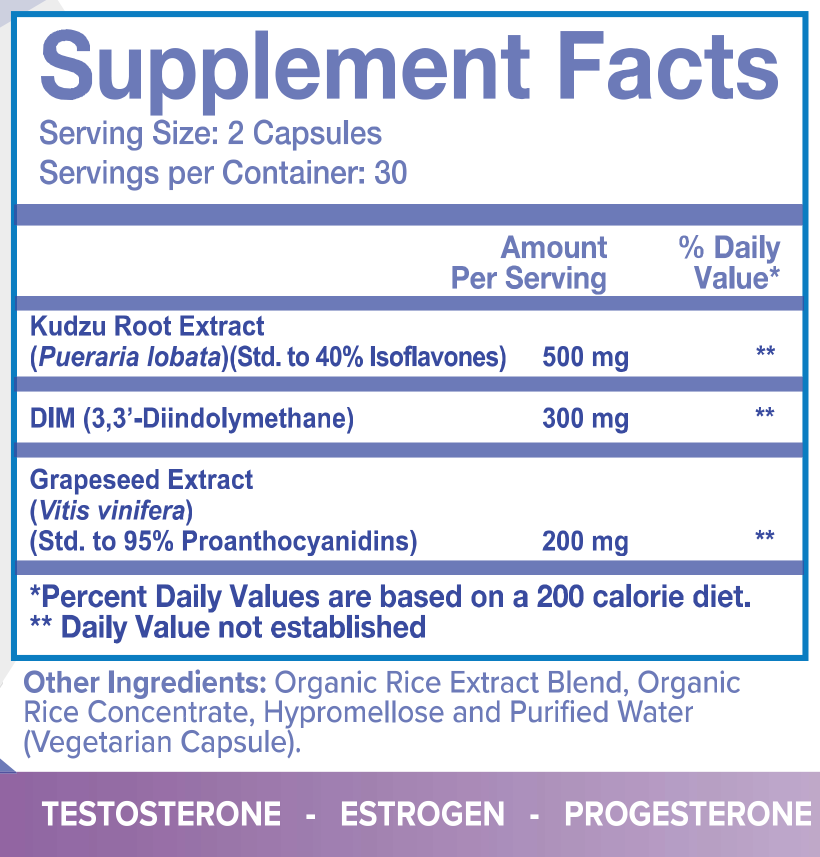 Supplement Facts
Serving Size: 2 Capsules
Servings per Container: 30
Amount Per Serving
% Daily Value*
Kudzu Root Extract
(Pueraria lobata)(Std. to 40% Isoflavones) 500 mg **
DIM (3,3’-Diindolymethane) 300 mg **
Grapeseed Extract
(Vitis vinifera)
(Std. to 95% Proanthocyanidins) 200 mg **
*Percent Daily Values are based on a 200 calorie diet.
** Daily Value not established
Other Ingredients: Organic Rice Extract Blend, Organic
Rice Concentrate, Hypromellose and Purified Water
(Vegetarian Capsule).
TESTOSTERONE - ESTROGEN - PROGESTERONE